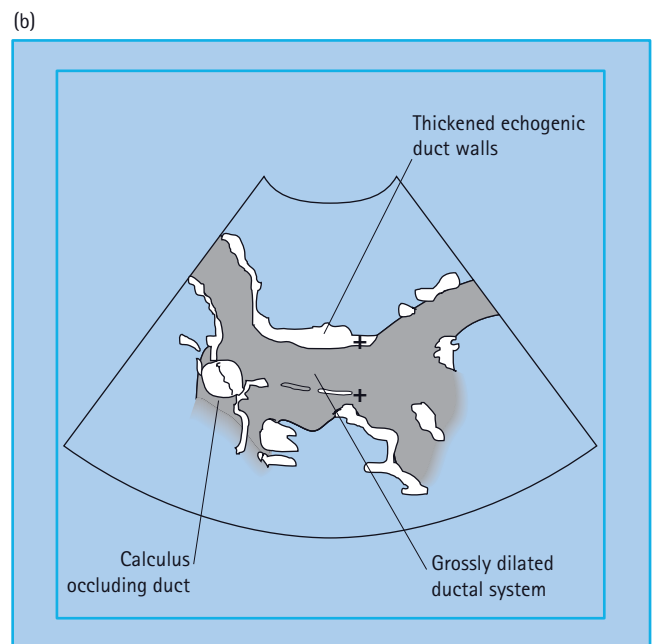 (b)
Thickened echogenic
duct walls
+
+
Calculus
occluding duct
Grossly dilated
ductal system